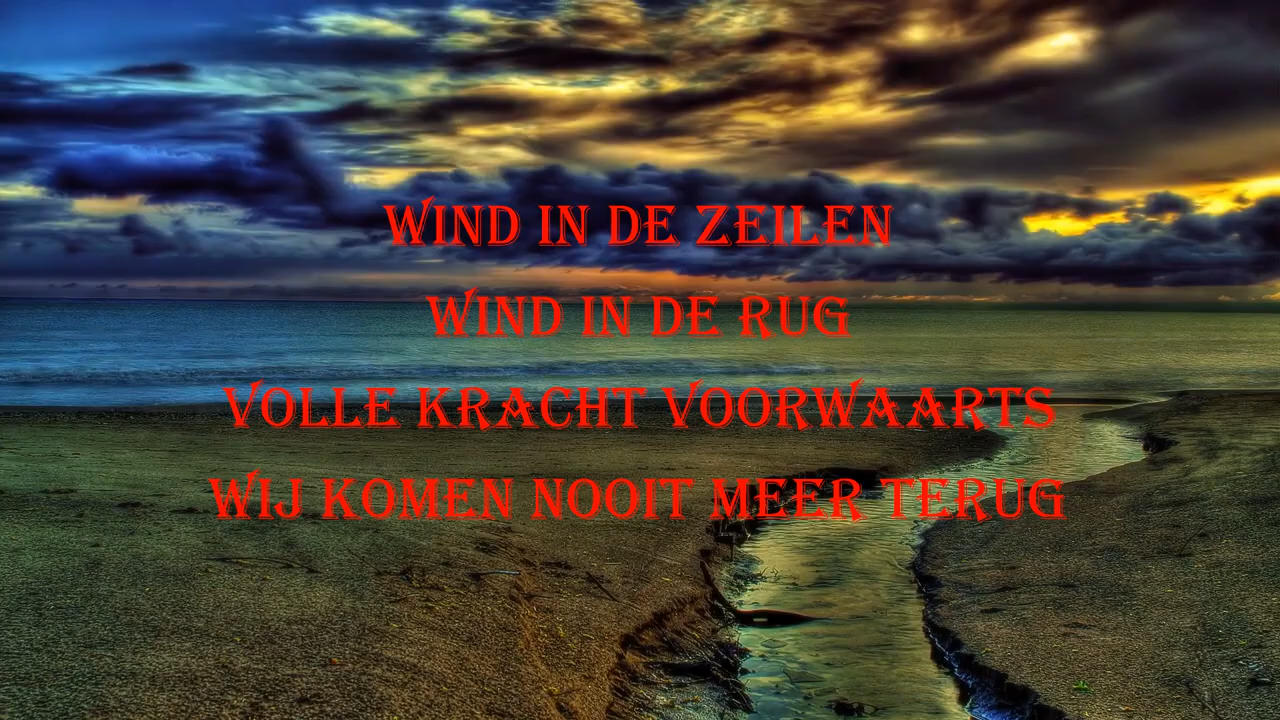 WIND IN DE ZEILEN
WIND IN DE RUG
VOLLE KRACHT VOORWAARTS
WIJ KOMEN NOOIT MEER TERUG